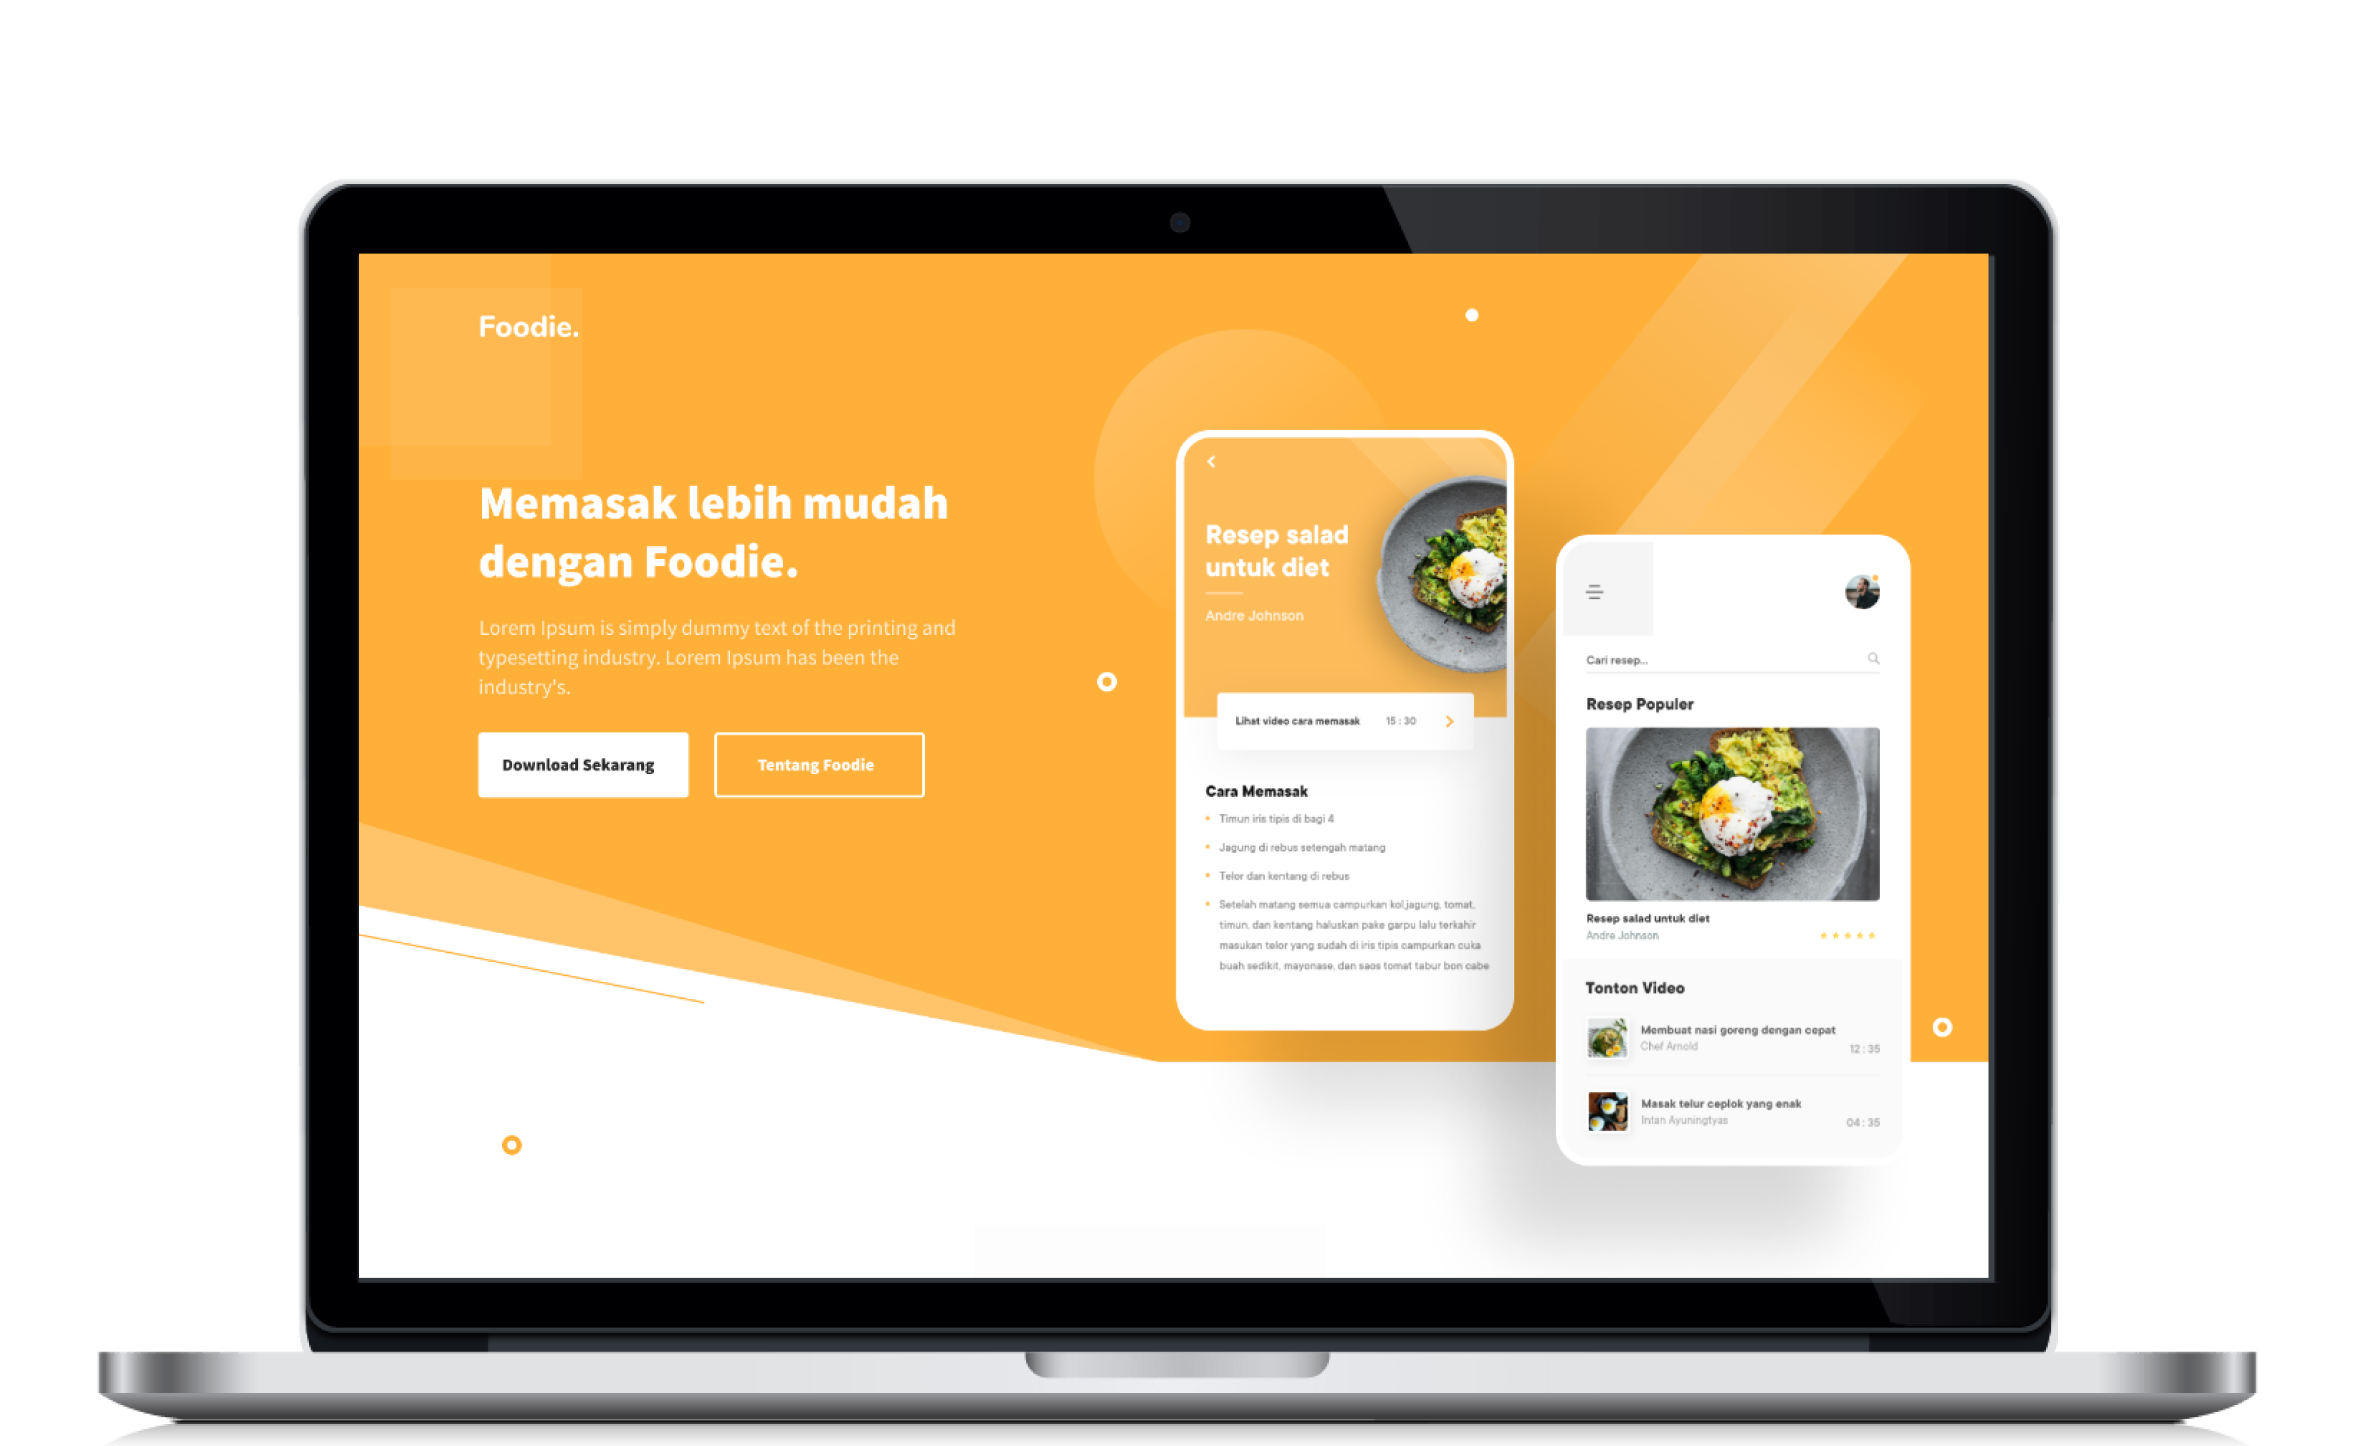 Foodie.
Memasak lebih mudah
dengan Foodie.
Lorem Ipsum is simply dummy text of the printing and
typesetting industry. Lorem Ipsum has been the
industry's.
Download Sekarang
Tentang Foodie
Resep salad
untuk diet
Andre Johnson
Lihat video cara memasak 15 : 30
Cara Memasak
Timun iris tipis di bagi 4
Jagung di rebus setengah matang
Telor dan kentang di rebus
Setelah matang semua campurkan kol,jagung, tomat,
timun, dan kentang haluskan pake garpu lalu terkahir
masukan telor yang sudah di iris tipis campurkan cuka
buah sedikit, mayonase, dan saos tomat tabur bon cabe
Cari resep...
Resep Populer
Resep salad untuk diet
Andre Johnson
Tonton Video
Membuat nasi goreng dengan cepat
Chef Arnold
12 : 35
Masak telur ceplok yang enak
Intan Ayuningtyas
04 : 35